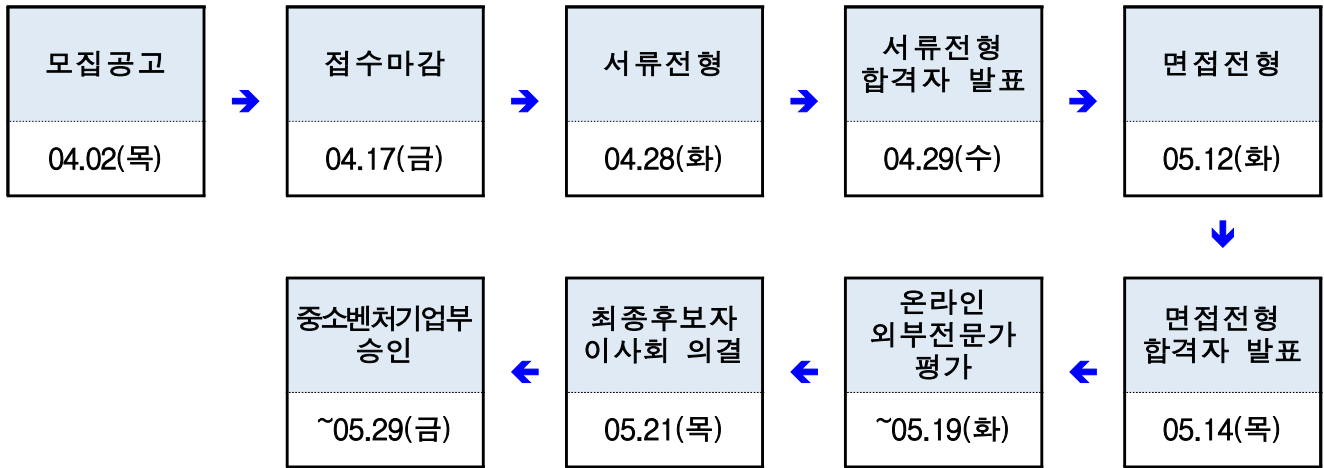 모집공고
04.02(목)
접수마감
04.17(금)
서류전형
04.28(화)
서류전형
합격자 발표
04.29(수)
면접전형
05.12(화)
면접전형
합격자 발표
05.14(목)
온라인
외부전문가
평가
~05.19(화)
최종후보자
이사회 의결
05.21(목)
중소벤처기업부
승인
~05.29(금)